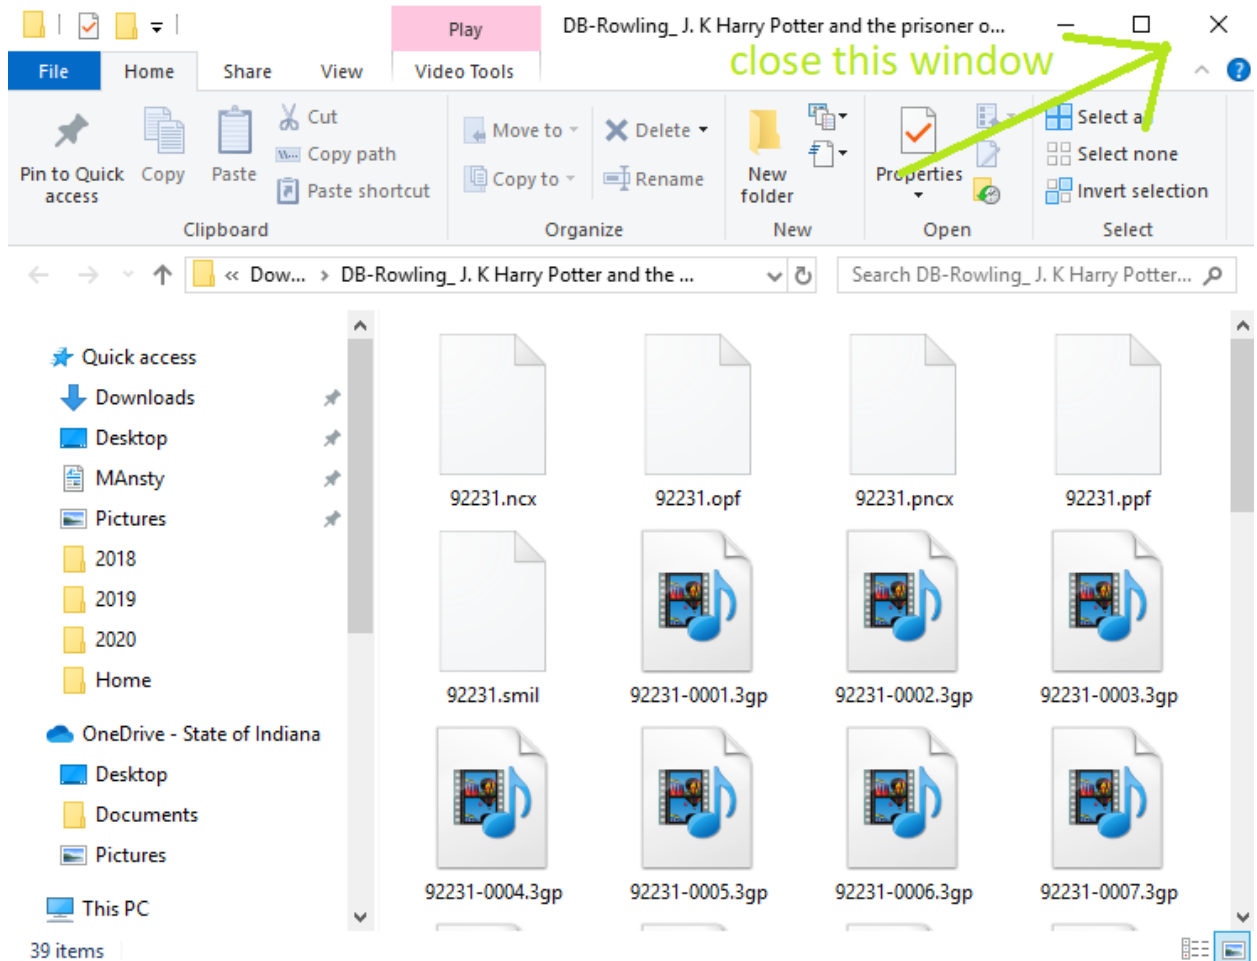 Play
DB-Rowling_ J. K Harry Potter and the prisoner o...
close this window
File
Home
Share
View
Video Tools
Pin to Quick
access
Copy
Paste
Cut
Copy path
Paste shortcut
Clipboard
Move to
Copy to
Delete
Rename
Organize
New
folder
New
Properties
Open
Select
Select none
Invert selection
Select
« Dow... › DB-Rowling_ J. K Harry Potter and the ...
Search DB-Rowling_ J. K Harry Potter...
Quick access
Downloads
Desktop
MAnsty
Pictures
2018
2019
2020
Home
OneDrive - State of Indiana
Desktop
Documents
Pictures
This PC
92231.ncx
92231.opf
92231.pncx
92231.ppf
92231.smil
92231-0001.3gp
92231-0002.3gp
92231-0003.3gp
92231-0004.3gp
92231-0005.3gp
92231-0006.3gp
92231-0007.3gp
39 items